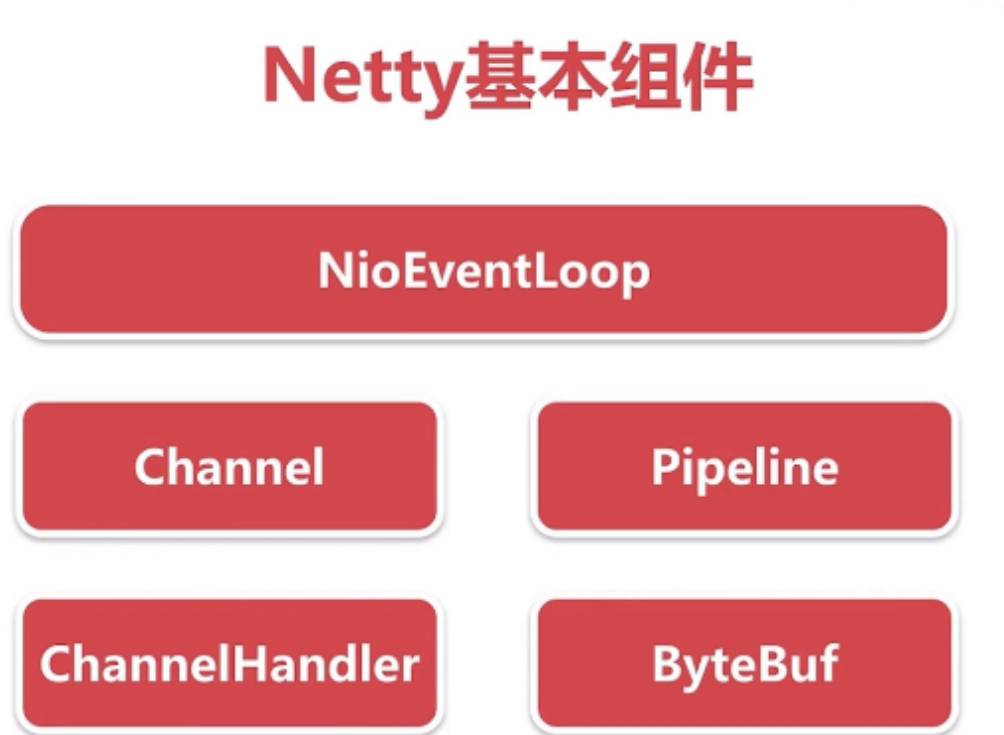 Netty基本组件
NioEventLoop
Channel
Pipeline
ChannelHandler
ByteBuf